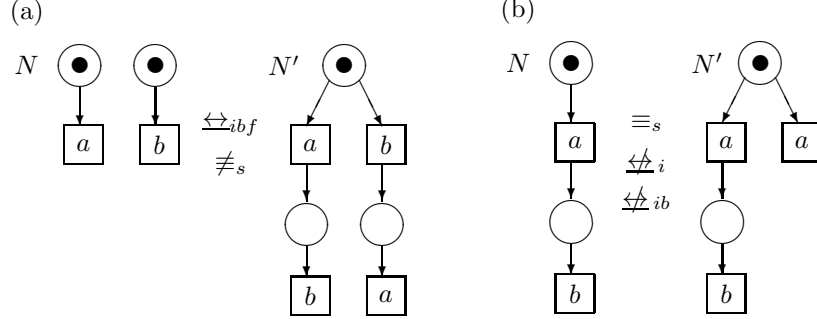 (a)
N N′
a b a b
↔ibf
≢s
b a
(b)
N N′
a a a
≡s
↮i
↮ib
b b